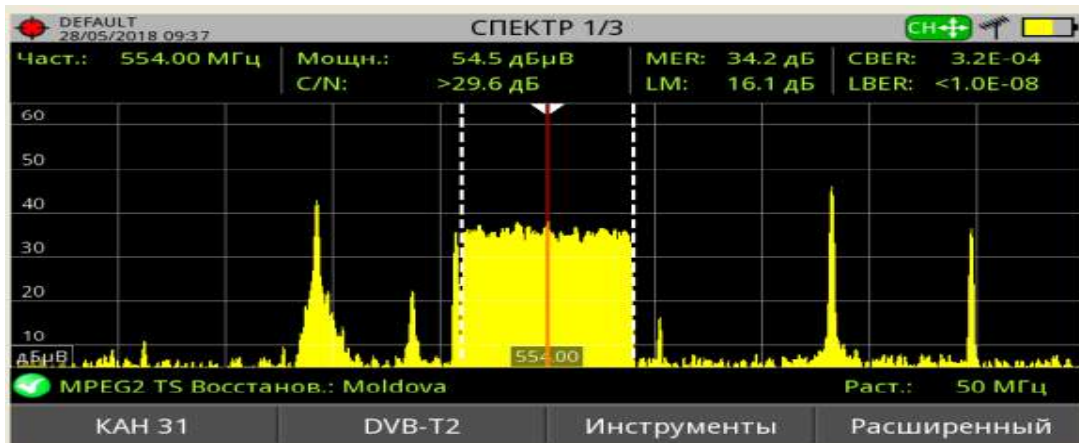 DEFAULT
28/05/2018 09:37
СПЕКТР 1/3
CH
Част.: 554.00 МГц
Мощн.: 54.5 дБμВ
C/N: >29.6 дБ
MER: 34.2 дБ
LM: 16.1 дБ
CBER: 3.2E-04
LBER: <1.0E-08
60
50
40
30
20
10
дБμВ
554.00
MPEG2 TS Восстанов.: Moldova
Раст.: 50 МГц
КАН 31
DVB-T2
Инструменты
Расширенный